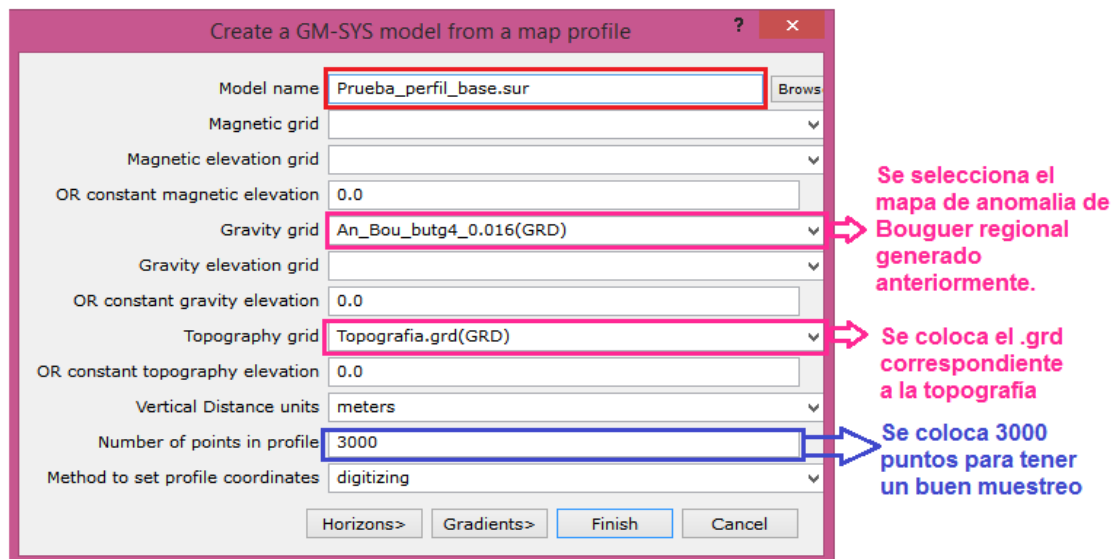 Create a GM-SYS model from a map profile ? ×
Model name Prueba_perfil_base.sur Brows
Magnetic grid
Magnetic elevation grid
OR constant magnetic elevation 0.0
Gravity grid An_Bou_butg4_0.016(GRD)
Gravity elevation grid
OR constant gravity elevation 0.0
Topography grid Topografia.grd(GRD)
OR constant topography elevation 0.0
Vertical Distance units meters
Number of points in profile 3000
Method to set profile coordinates digitizing
Horizons> Gradients> Finish Cancel
Se selecciona el
mapa de anomalia de
Bouguer regional
generado
anteriormente.
Se coloca el .grd
correspondiente
a la topografia
Se coloca 3000
puntos para tener
un buen muestreo